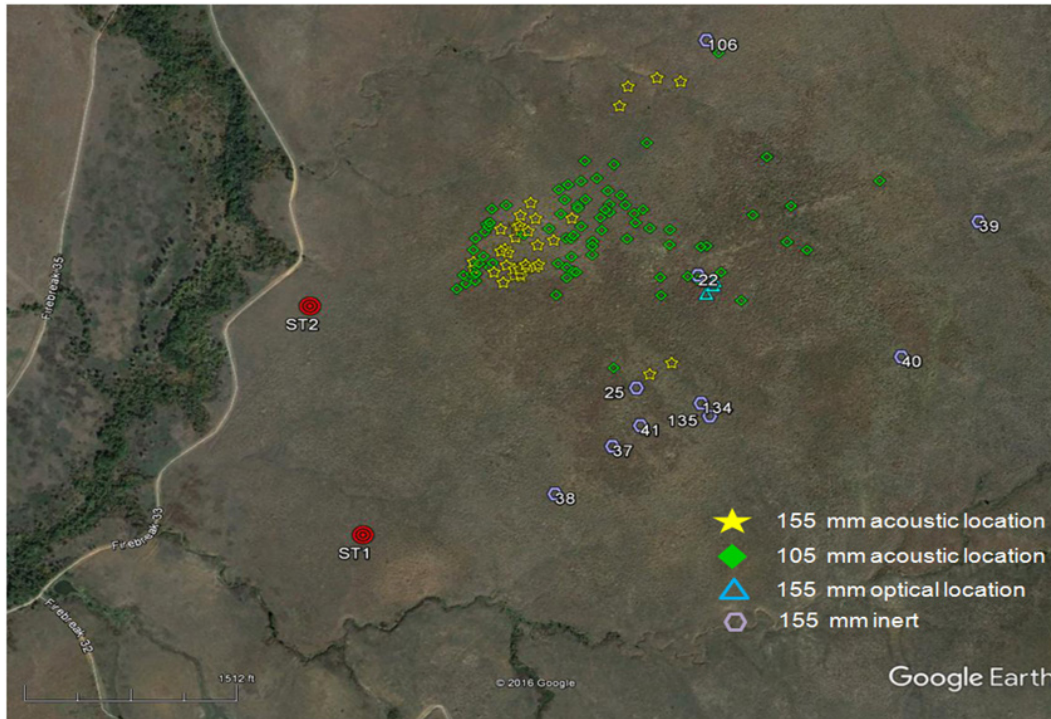 106
39
Firebreak 35
22
ST2
40
25
134
135
41
37
38
155 mm acoustic location
Firebreak 33
ST1
105 mm acoustic location
155 mm optical location
155 mm inert
Firebreak 32
1512 ft
© 2016 Google
Google Earth